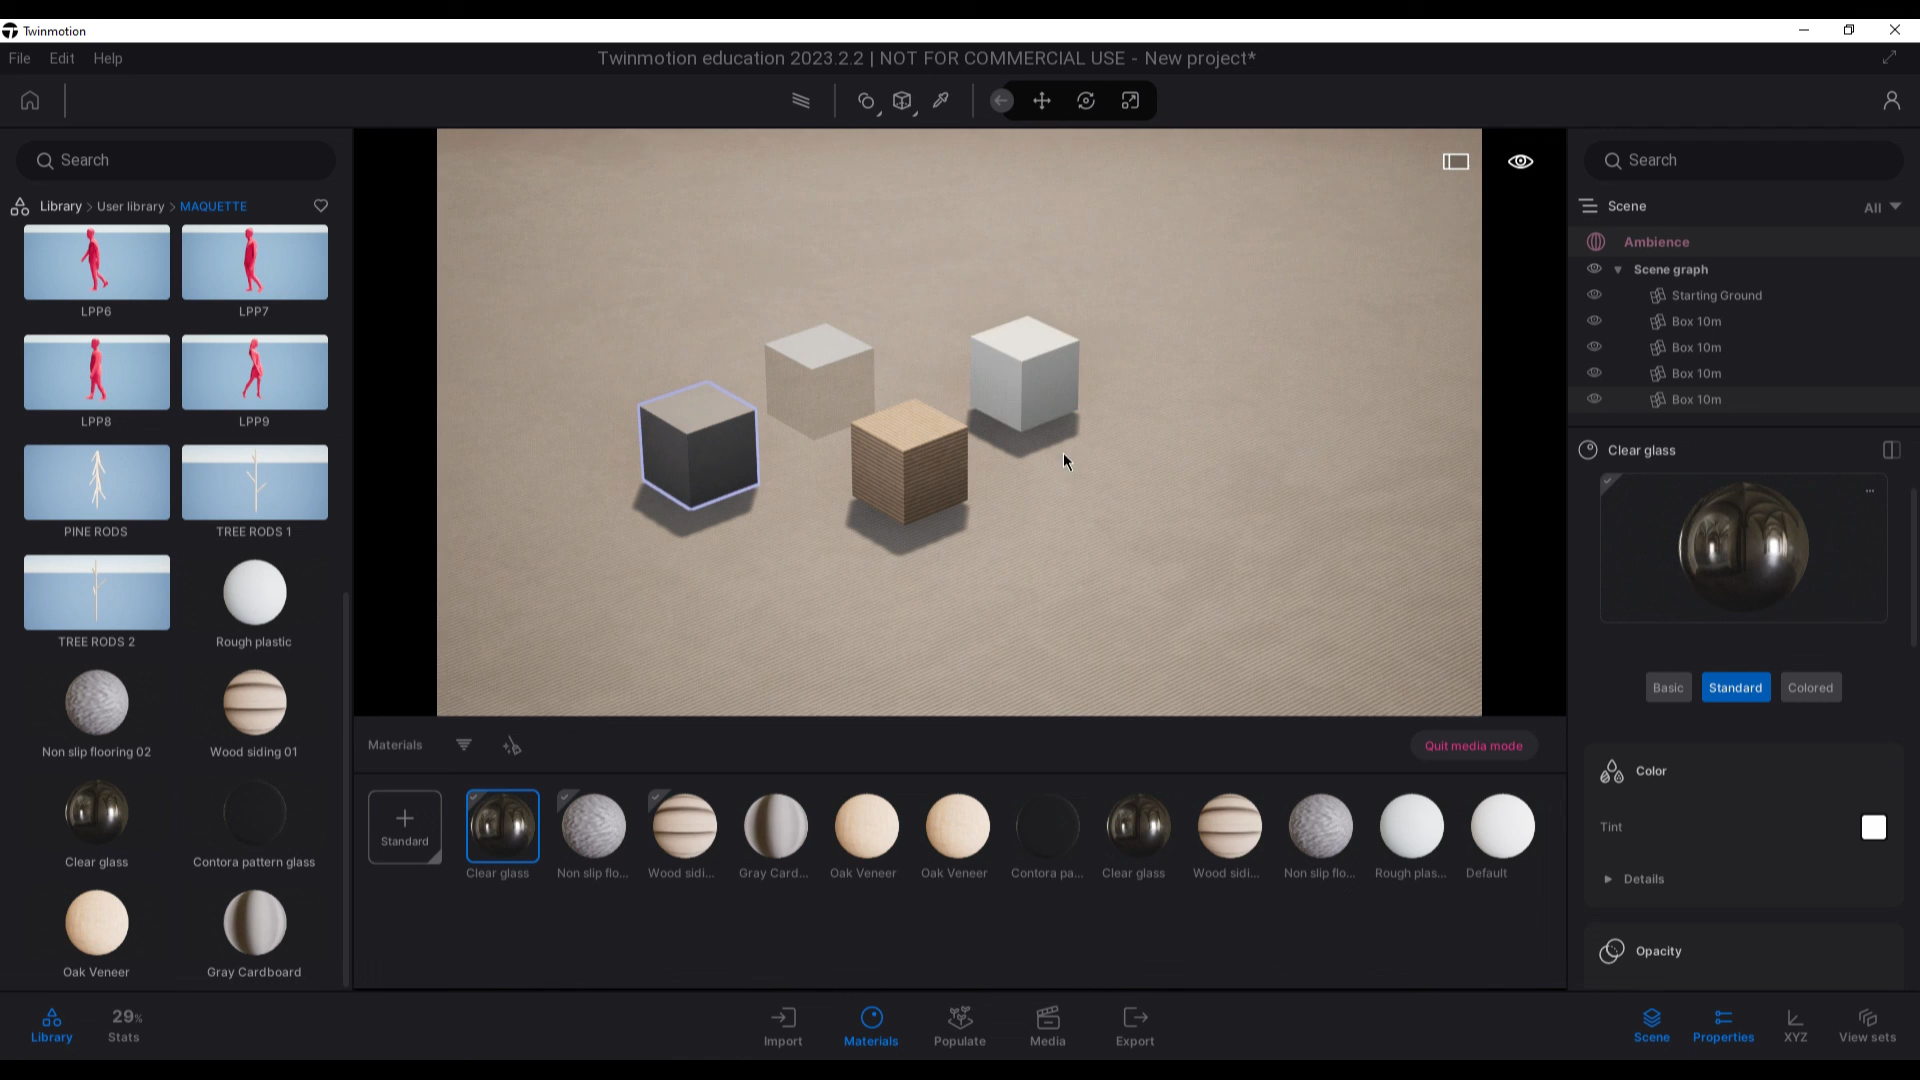 Twinmotion
File Edit Help
Twinmotion education 2023.2.2 | NOT FOR COMMERCIAL USE - New project*
Search
Library > User library > MAQUETTE
LPP6 LPP7
LPP8 LPP9
PINE RODS TREE RODS 1
TREE RODS 2 Rough plastic
Non slip flooring 02 Wood siding 01
Clear glass Contora pattern glass
Oak Veneer Gray Cardboard
Materials
Quit media mode
Standard
Clear glass Non slip flo... Wood sidi... Gray Card... Oak Veneer Oak Veneer Contora pa... Clear glass Wood sidi... Non slip flo... Rough plas... Default
Search
Scene All
Ambience
Scene graph
Starting Ground
Box 10m
Box 10m
Box 10m
Box 10m
Clear glass
...
Basic Standard Colored
Color
Tint
Details
Opacity
Library
29%
Stats
Import Materials Populate Media Export
Scene Properties XYZ View sets